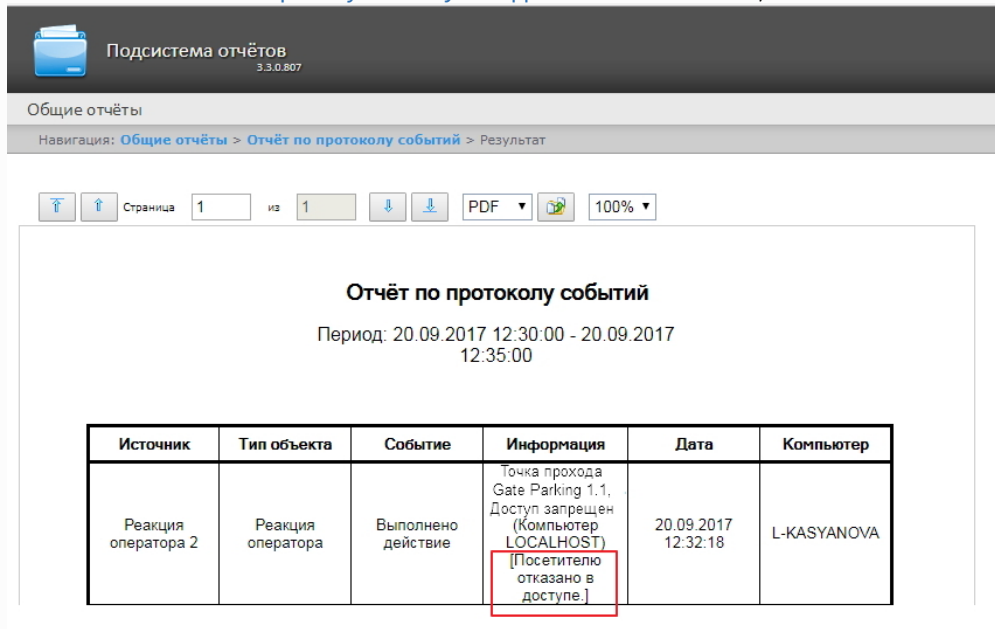 Подсистема отчётов
3.3.0.807
Общие отчёты
Навигация: Общие отчёты > Отчёт по протоколу событий > Результат
Страница 1 из 1 PDF 100%
Отчёт по протоколу событий
Период: 20.09.2017 12:30:00 - 20.09.2017
12:35:00
Источник Тип объекта Событие Информация Дата Компьютер
Реакция
оператора 2
Реакция
оператора
Выполнено
действие
Точка прохода
Gate Parking 1.1,
Доступ запрещен
(Компьютер
LOCALHOST)
[Посетителю
отказано в
доступе.]
20.09.2017
12:32:18
L-KASYANOVA